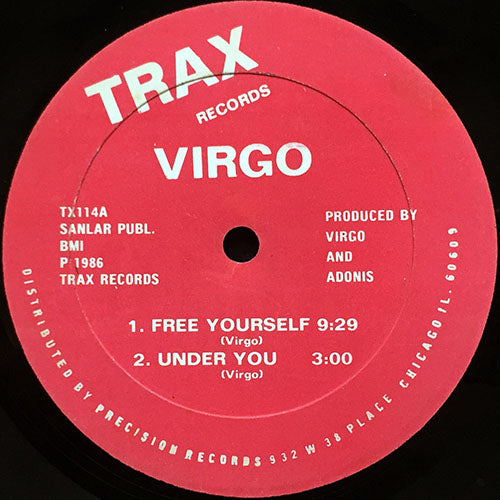 TRAX
RECORDS
VIRGO
TX114A
SANLAR PUBL.
BMI
P 1986
TRAX RECORDS
PRODUCED BY
VIRGO
AND
ADONIS
1. FREE YOURSELF 9:29
(Virgo)
2. UNDER YOU 3:00
(Virgo)
DISTRIBUTED BY PRECISION RECORDS 932 W 38 PLACE CHICAGO IL. 60609